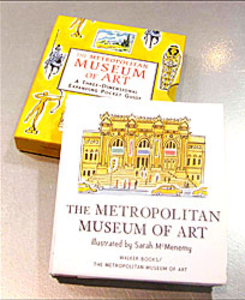 THE METROPOLITAN
MUSEUM
OF ART
A THREE-DIMENSIONAL
EXPANDING POCKET GUIDE
THE METROPOLITAN
MUSEUM OF ART
illustrated by Sarah McMenemy
WALKER BOOKS
THE METROPOLITAN MUSEUM OF ART